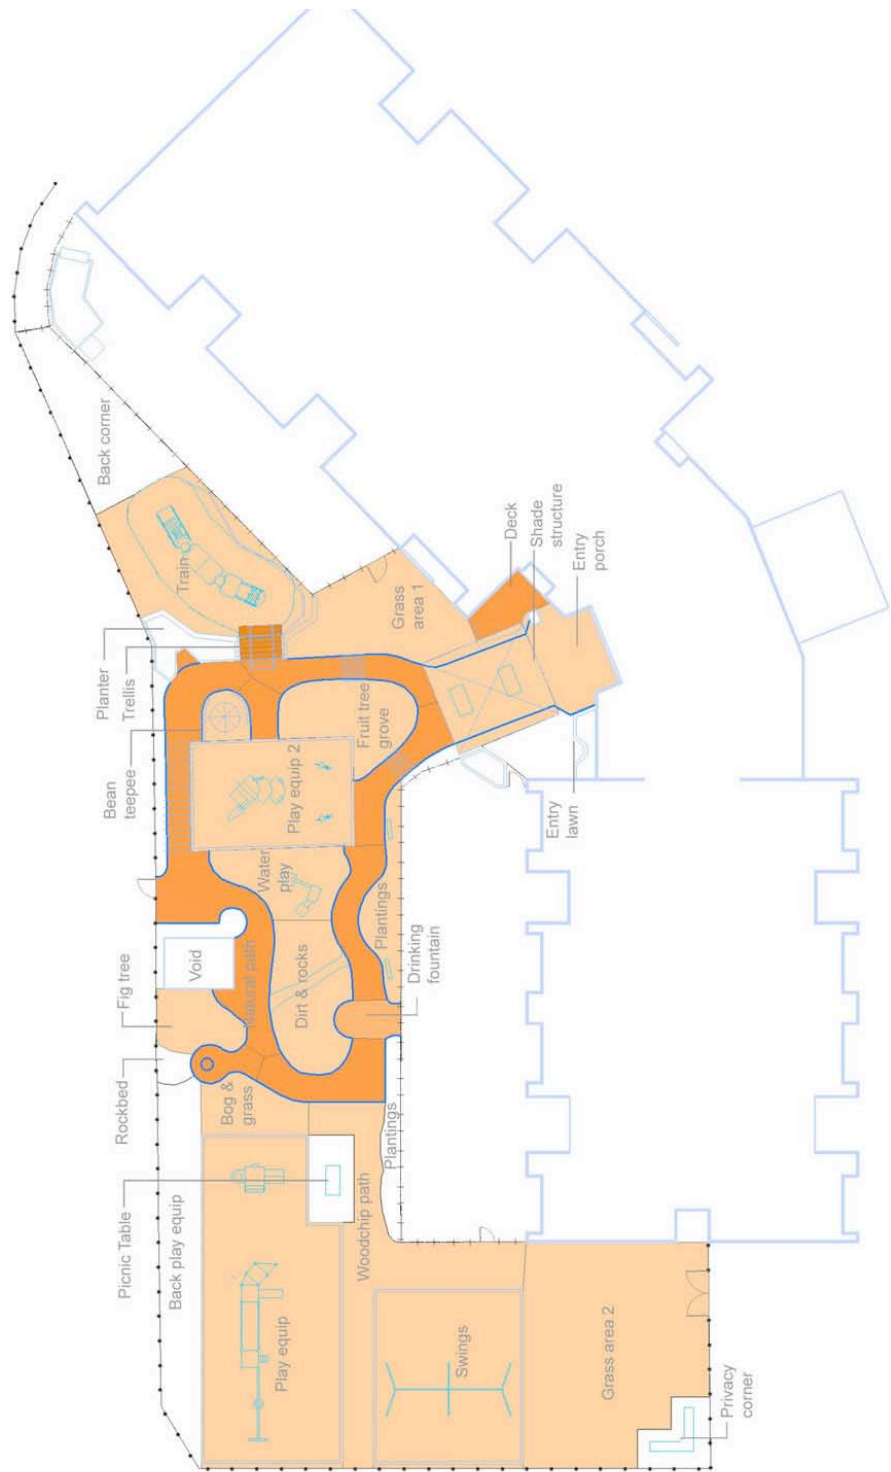 Back corner
Train
Planter
Trellis
Bean
teepee
Grass
area 1
Deck
Shade
structure
Entry
porch
Fruit tree
grove
Play equip 2
Entry
lawn
Water
play
Plantings
Drinking
fountain
Void
Natural path
Dirt & rocks
Fig tree
Rockbed
Bog &
grass
Plantings
Picnic Table
Back play equip
Woodchip path
Play equip
Swings
Grass area 2
Privacy
corner